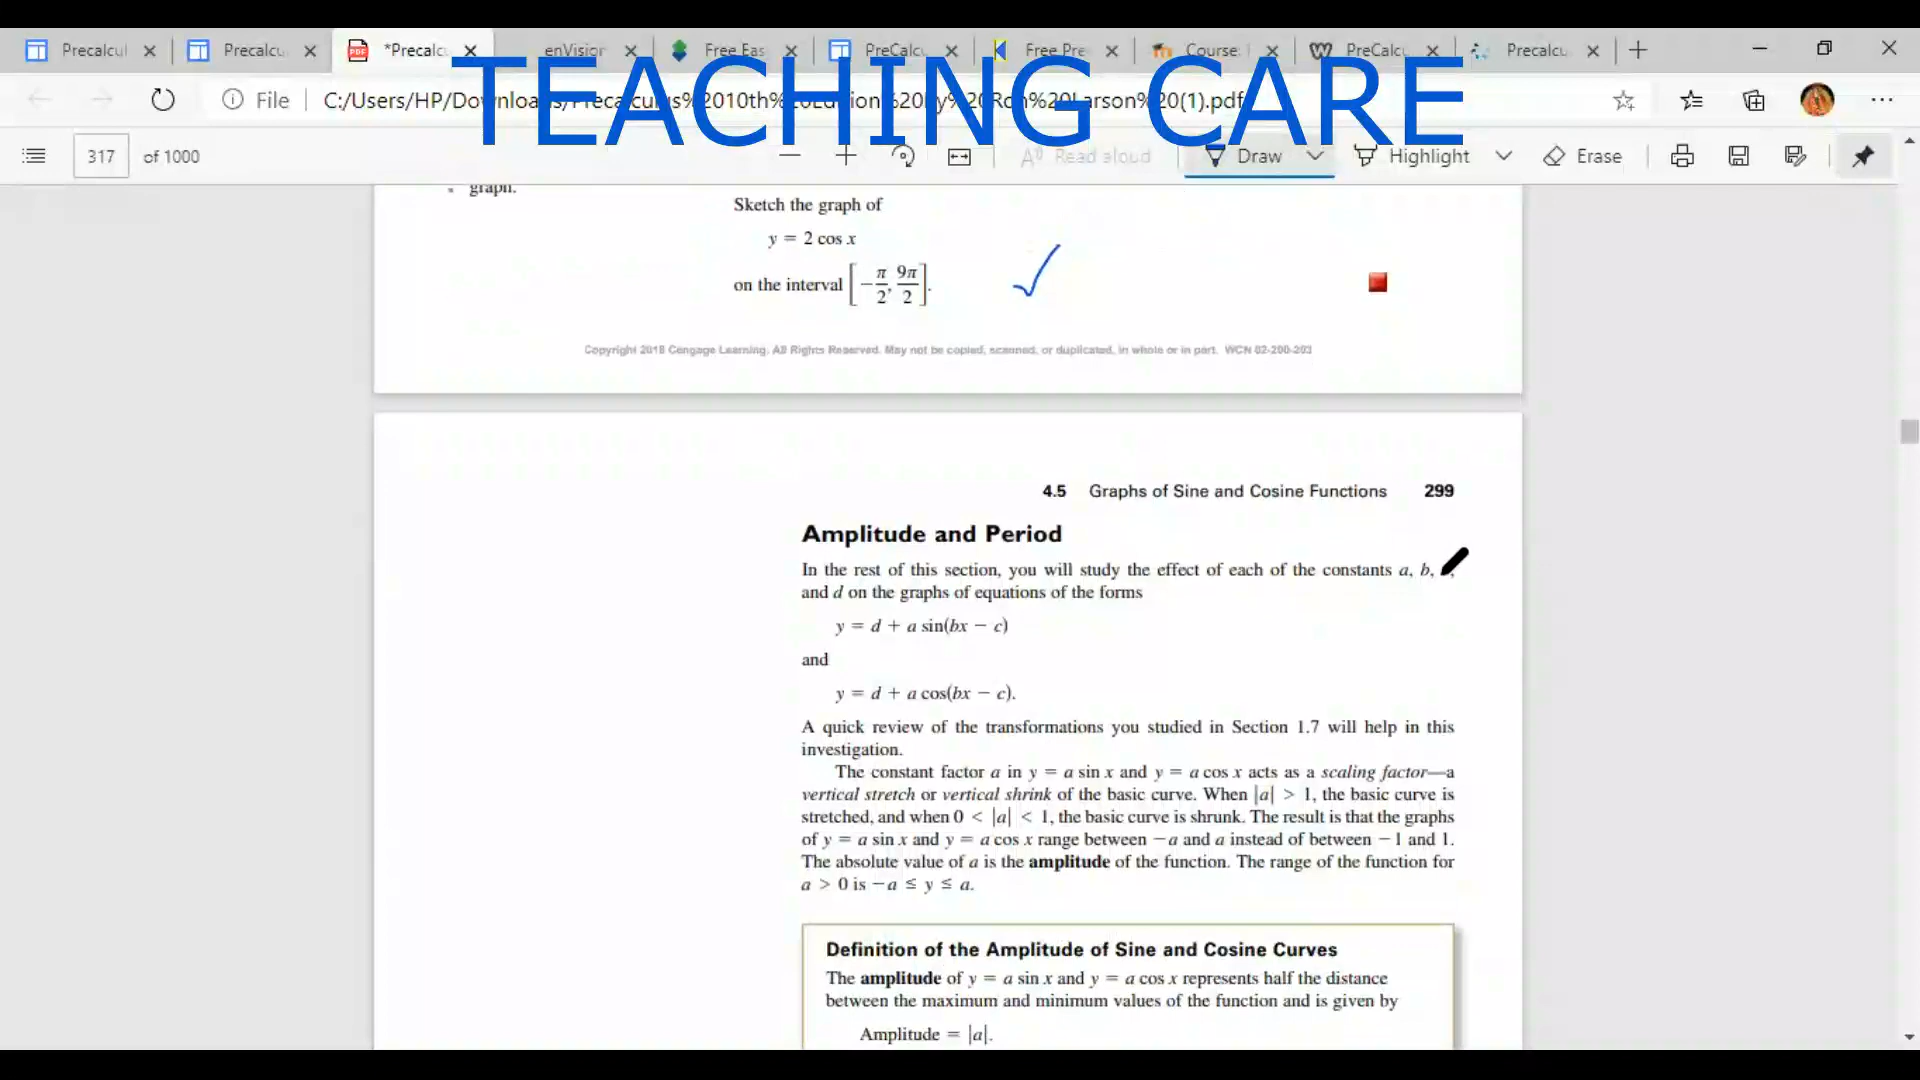 Precalcul
Precalcu
*Precalcu
enVision
Free Eas
PreCalcu
Free Pre
Course:
PreCalcu
Precalcu
TEACHING CARE
File
C:/Users/HP/Downloads/Precalculus%2010th%20Edition%20by%20Ron%20Larson%20(1).pdf
317 of 1000
Read aloud
Draw
Highlight
Erase
graph.
Sketch the graph of
y = 2 cos x
on the interval [−π/2, 9π/2].
Copyright 2018 Cengage Learning. All Rights Reserved. May not be copied, scanned, or duplicated, in whole or in part. WCN 02-200-203
4.5 Graphs of Sine and Cosine Functions 299
Amplitude and Period
In the rest of this section, you will study the effect of each of the constants a, b,
and d on the graphs of equations of the forms
y = d + a sin(bx − c)
and
y = d + a cos(bx − c).
A quick review of the transformations you studied in Section 1.7 will help in this
investigation.
The constant factor a in y = a sin x and y = a cos x acts as a scaling factor—a
vertical stretch or vertical shrink of the basic curve. When |a| > 1, the basic curve is
stretched, and when 0 < |a| < 1, the basic curve is shrunk. The result is that the graphs
of y = a sin x and y = a cos x range between −a and a instead of between −1 and 1.
The absolute value of a is the amplitude of the function. The range of the function for
a > 0 is −a ≤ y ≤ a.
Definition of the Amplitude of Sine and Cosine Curves
The amplitude of y = a sin x and y = a cos x represents half the distance
between the maximum and minimum values of the function and is given by
Amplitude = |a|.